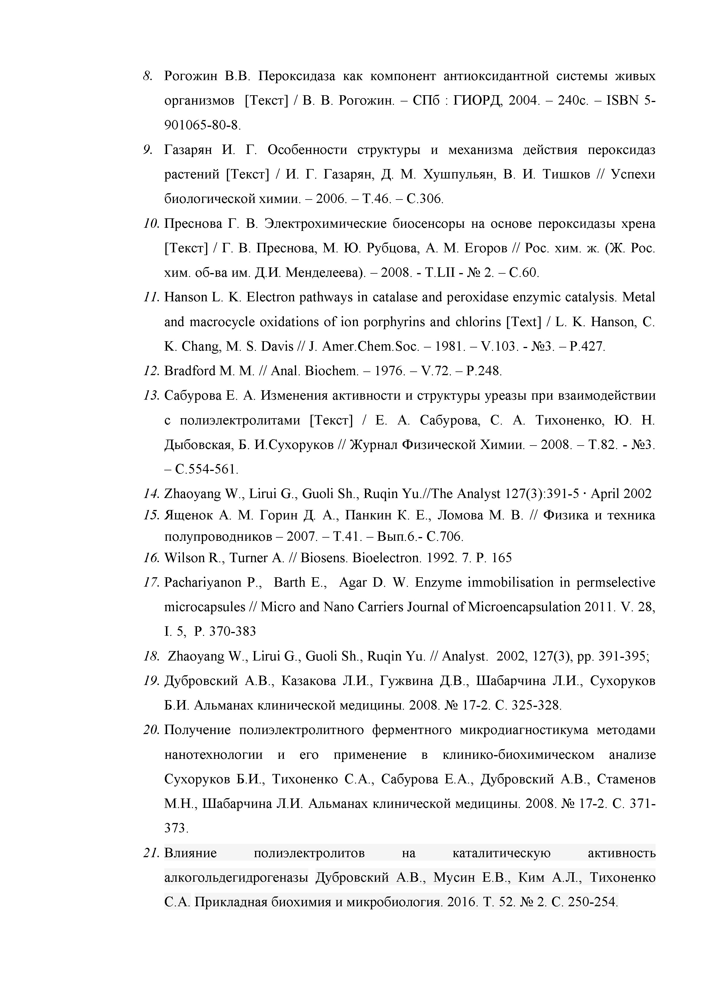 8. Рогожин В.В. Пероксидаза как компонент антиоксидантной системы живых
организмов [Текст] / В. В. Рогожин. – СПб : ГИОРД, 2004. – 240с. – ISBN 5-
901065-80-8.
9. Газарян И. Г. Особенности структуры и механизма действия пероксидаз
растений [Текст] / И. Г. Газарян, Д. М. Хушпульян, В. И. Тишков // Успехи
биологической химии. – 2006. – Т.46. – С.306.
10. Преснова Г. В. Электрохимические биосенсоры на основе пероксидазы хрена
[Текст] / Г. В. Преснова, М. Ю. Рубцова, А. М. Егоров // Рос. хим. ж. (Ж. Рос.
хим. об-ва им. Д.И. Менделеева). – 2008. - Т.LII - № 2. – С.60.
11. Hanson L. K. Electron pathways in catalase and peroxidase enzymic catalysis. Metal
and macrocycle oxidations of ion porphyrins and chlorins [Text] / L. K. Hanson, C.
K. Chang, M. S. Davis // J. Amer.Chem.Soc. – 1981. – V.103. - №3. – P.427.
12. Bradford M. M. // Anal. Biochem. – 1976. – V.72. – P.248.
13. Сабурова Е. А. Изменения активности и структуры уреазы при взаимодействии
с полиэлектролитами [Текст] / Е. А. Сабурова, С. А. Тихоненко, Ю. Н.
Дыбовская, Б. И.Сухоруков // Журнал Физической Химии. – 2008. – Т.82. - №3.
– С.554-561.
14. Zhaoyang W., Lirui G., Guoli Sh., Ruqin Yu.//The Analyst 127(3):391-5 · April 2002
15. Ященок А. М. Горин Д. А., Панкин К. Е., Ломова М. В. // Физика и техника
полупроводников – 2007. – Т.41. – Вып.6.- С.706.
16. Wilson R., Turner A. // Biosens. Bioelectron. 1992. 7. P. 165
17. Pachariyanon P., Barth E., Agar D. W. Enzyme immobilisation in permselective
microcapsules // Micro and Nano Carriers Journal of Microencapsulation 2011. V. 28,
I. 5, P. 370-383
18. Zhaoyang W., Lirui G., Guoli Sh., Ruqin Yu. // Analyst. 2002, 127(3), pp. 391-395;
19. Дубровский А.В., Казакова Л.И., Гужвина Д.В., Шабарчина Л.И., Сухоруков
Б.И. Альманах клинической медицины. 2008. № 17-2. С. 325-328.
20. Получение полиэлектролитного ферментного микродиагностикума методами
нанотехнологии и его применение в клинико-биохимическом анализе
Сухоруков Б.И., Тихоненко С.А., Сабурова Е.А., Дубровский А.В., Стаменов
М.Н., Шабарчина Л.И. Альманах клинической медицины. 2008. № 17-2. С. 371-
373.
21. Влияние полиэлектролитов на каталитическую активность
алкогольдегидрогеназы Дубровский А.В., Мусин Е.В., Ким А.Л., Тихоненко
С.А. Прикладная биохимия и микробиология. 2016. Т. 52. № 2. С. 250-254.